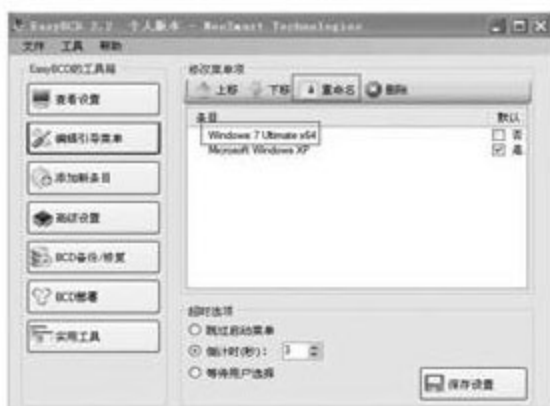 EasyBCD 2.2 个人版本 - NeoSmart Technologies
文件 工具 帮助
EasyBCD的工具箱
查看设置
编辑引导菜单
添加新条目
高级设置
BCD备份/修复
BCD部署
实用工具
修改菜单项
上移 下移 重命名 删除
条目 默认
Windows 7 Ultimate x64 否
Microsoft Windows XP 是
超时选项
跳过启动菜单
倒计时(秒): 3
等待用户选择
保存设置